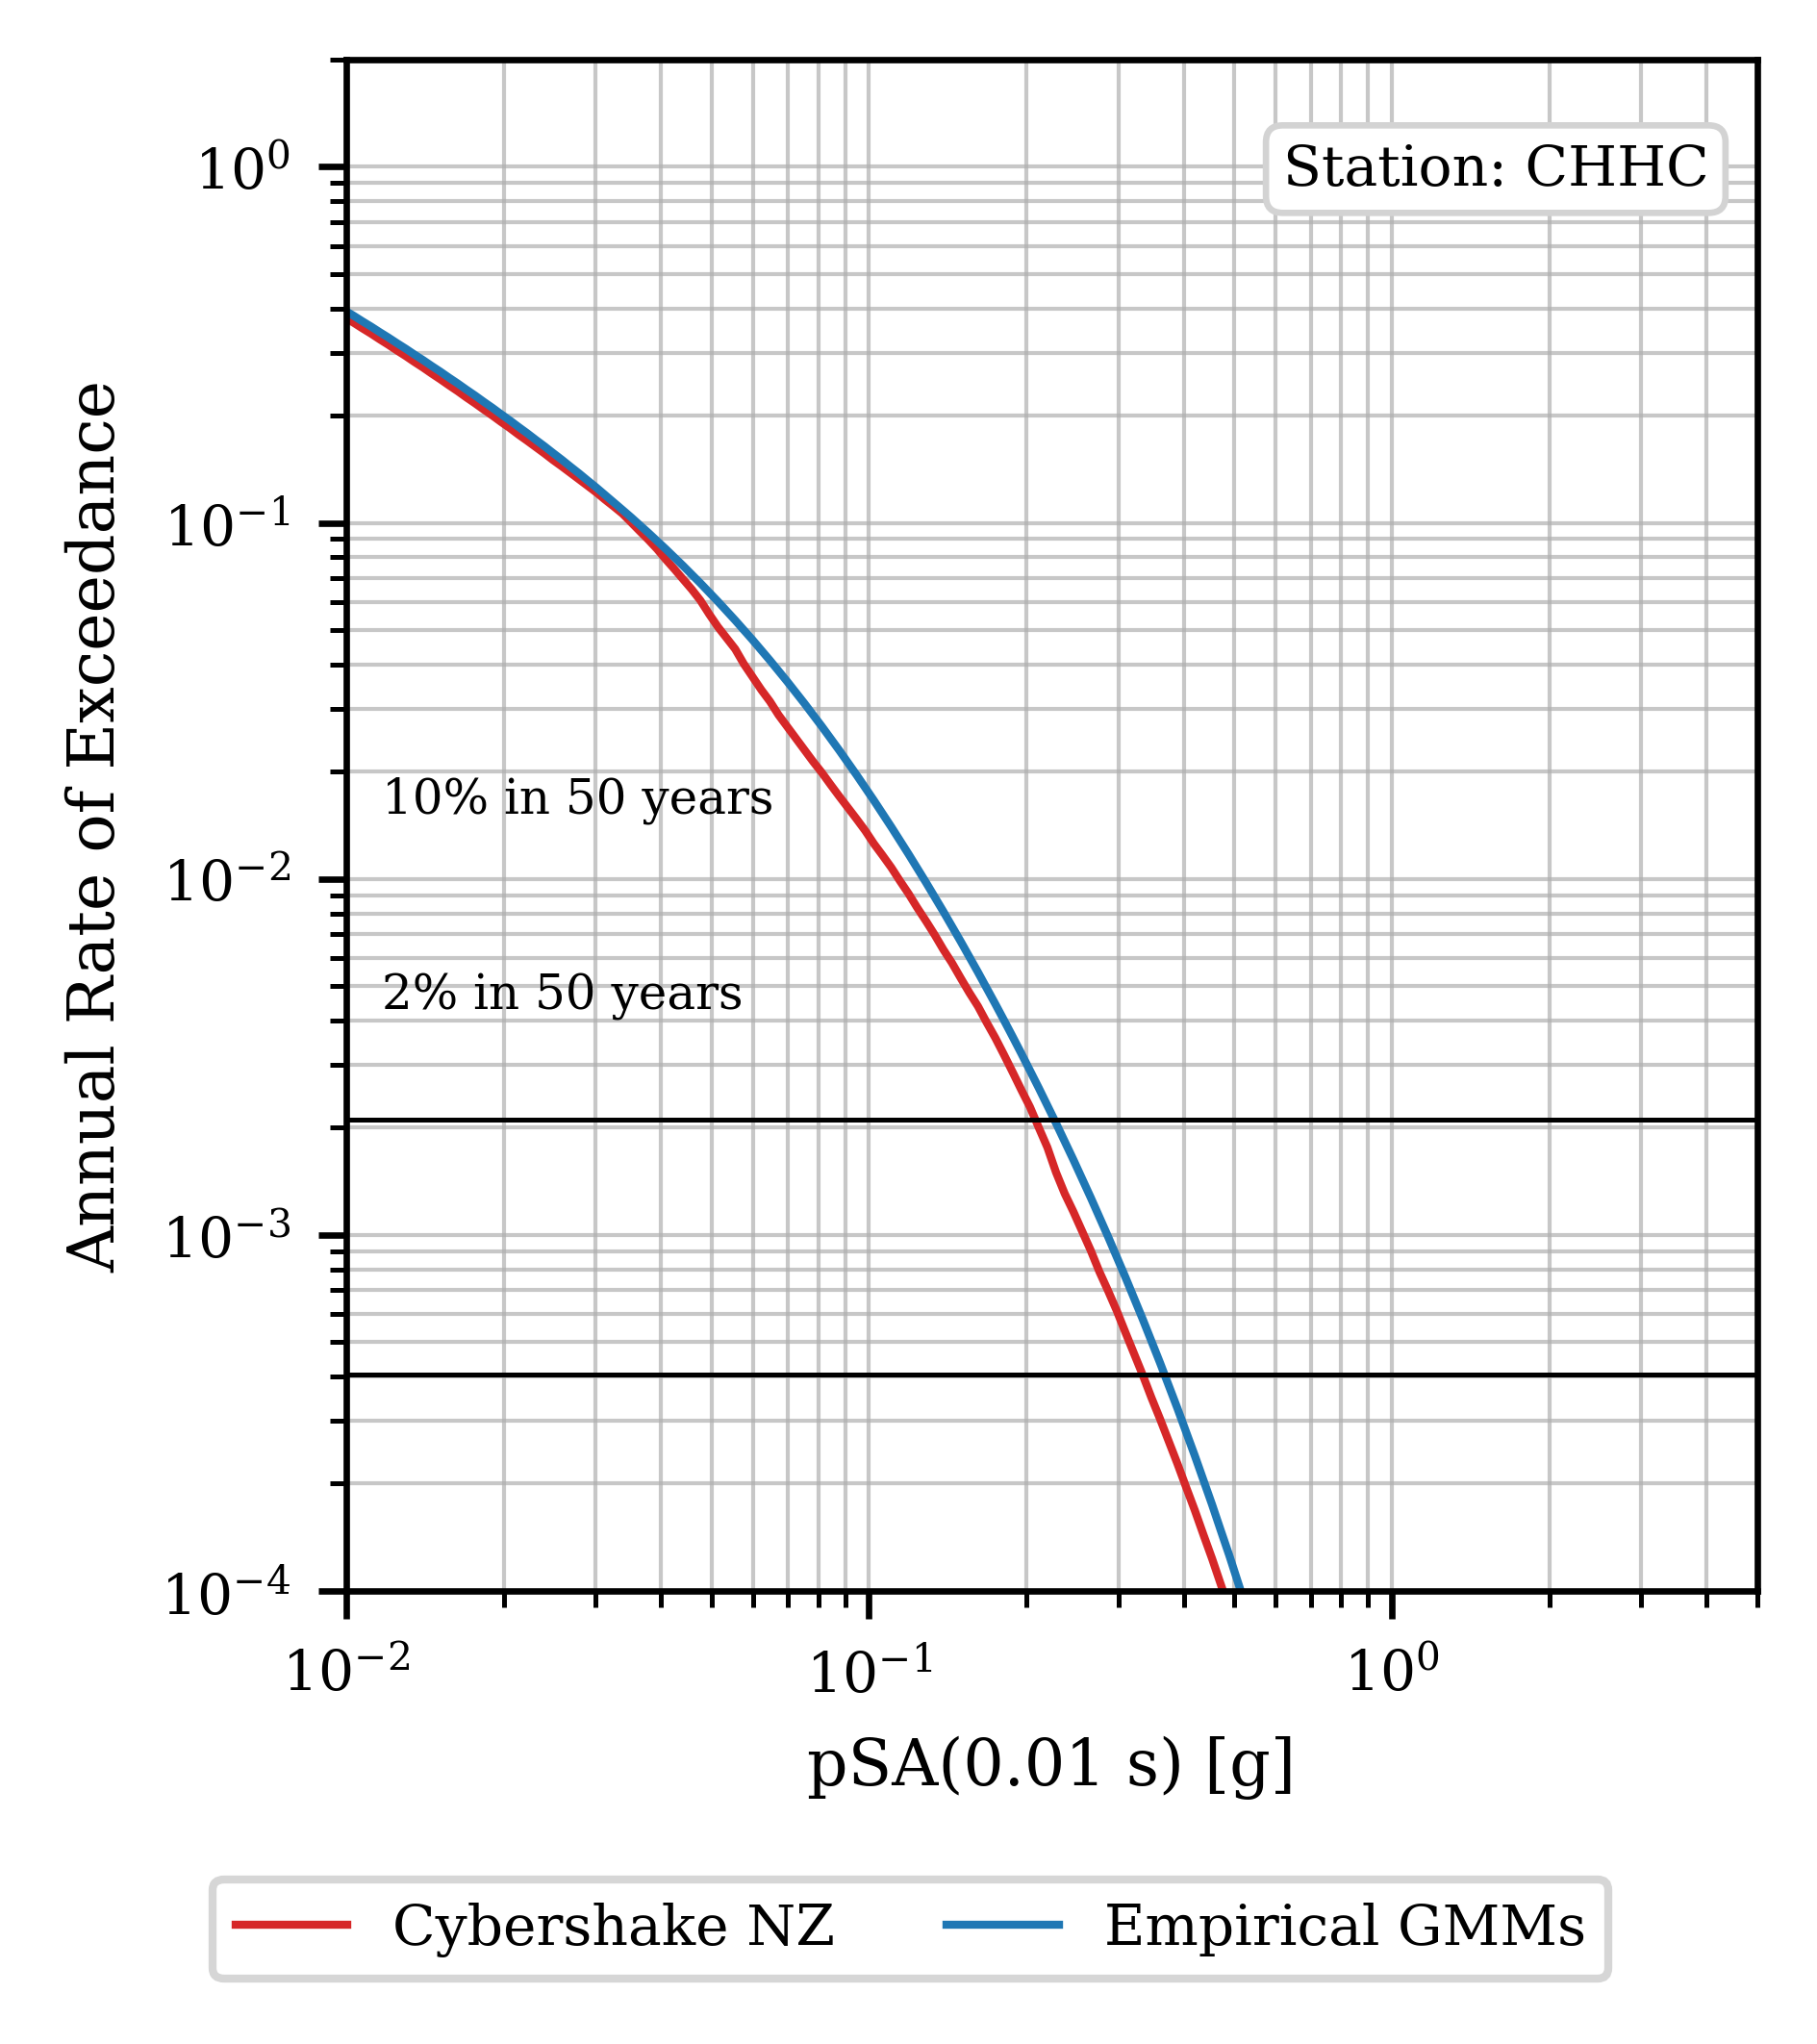 Station: CHHC
Annual Rate of Exceedance
10⁰
10⁻¹
10% in 50 years
10⁻²
2% in 50 years
10⁻³
10⁻⁴
10⁻² 10⁻¹ 10⁰
pSA(0.01 s) [g]
Cybershake NZ Empirical GMMs